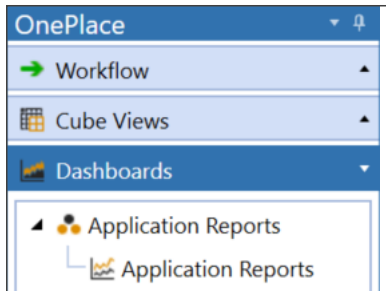 OnePlace
Workflow
Cube Views
Dashboards
Application Reports
Application Reports